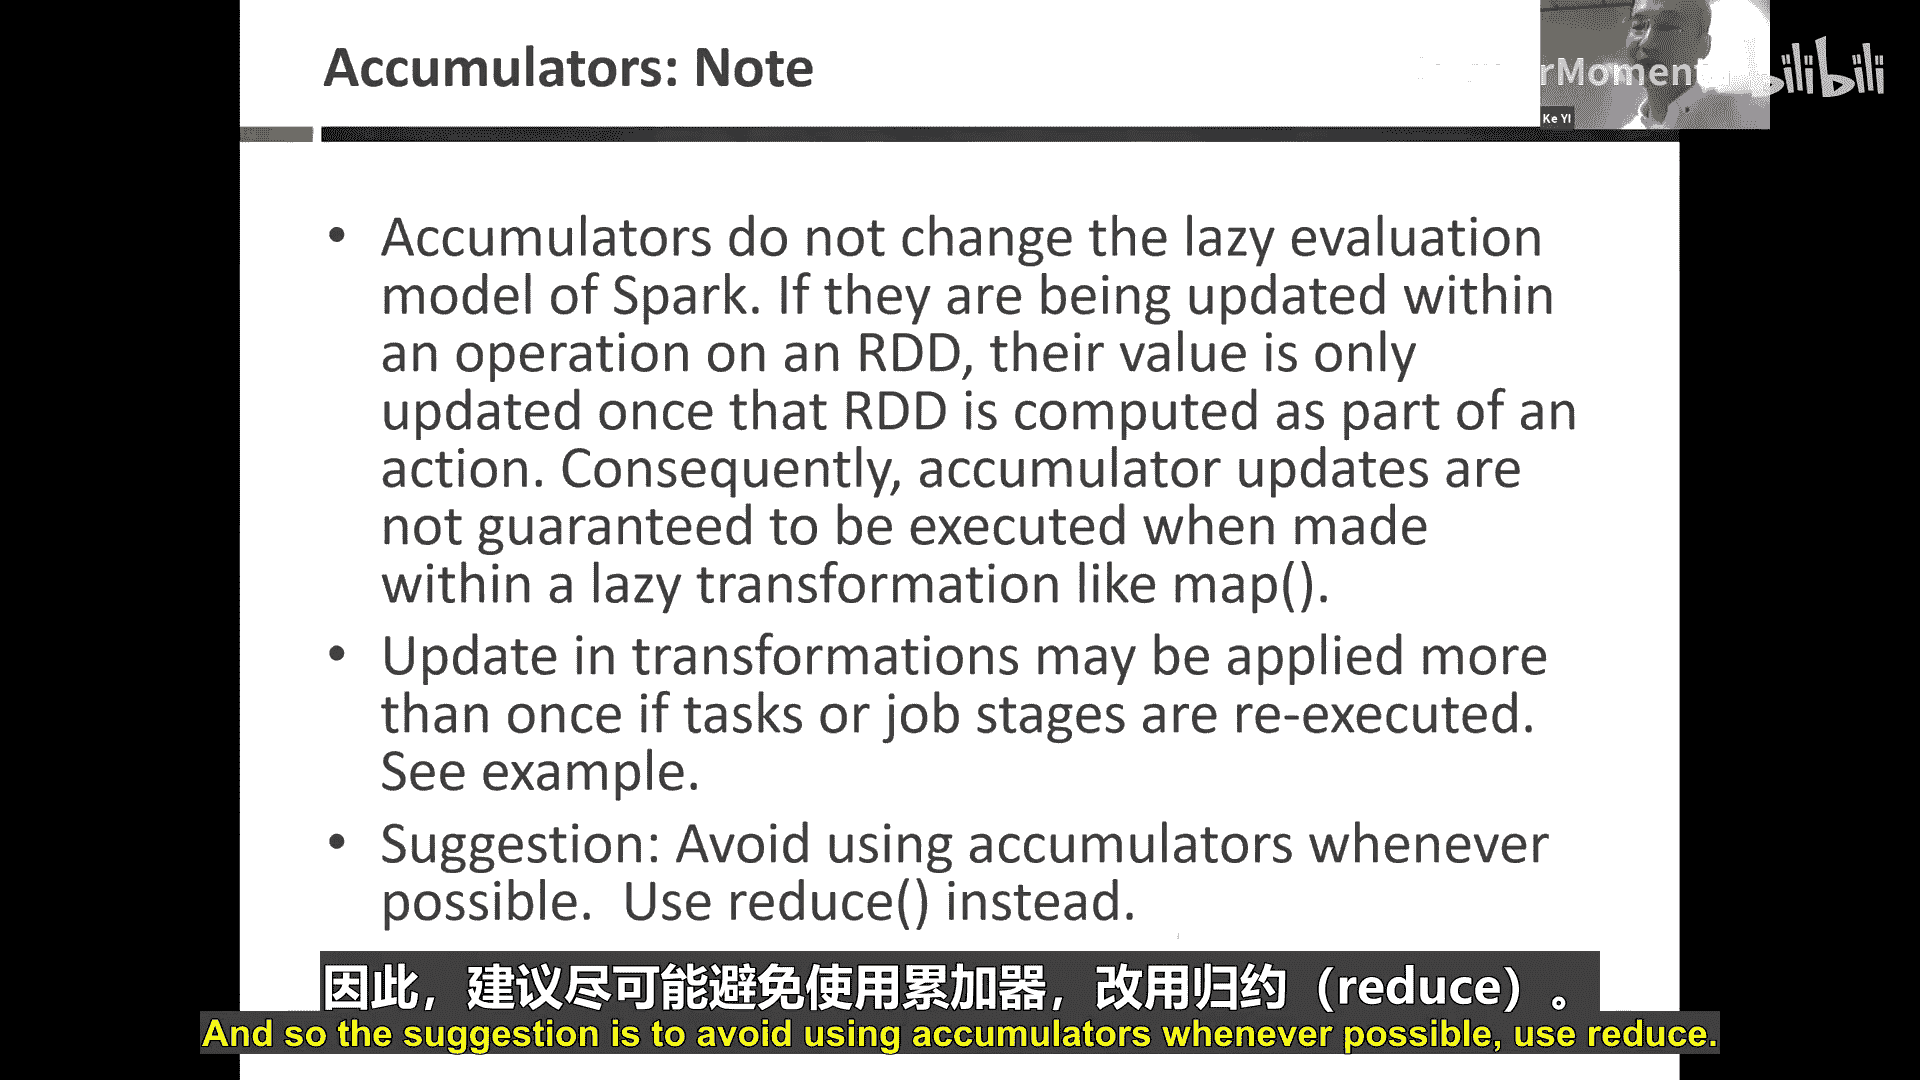 Accumulators: Note
bilibili
Ke YI
• Accumulators do not change the lazy evaluation
model of Spark. If they are being updated within
an operation on an RDD, their value is only
updated once that RDD is computed as part of an
action. Consequently, accumulator updates are
not guaranteed to be executed when made
within a lazy transformation like map().
• Update in transformations may be applied more
than once if tasks or job stages are re-executed.
See example.
• Suggestion: Avoid using accumulators whenever
possible.  Use reduce() instead.
因此，建议尽可能避免使用累加器，改用归约（reduce）。
And so the suggestion is to avoid using accumulators whenever possible, use reduce.